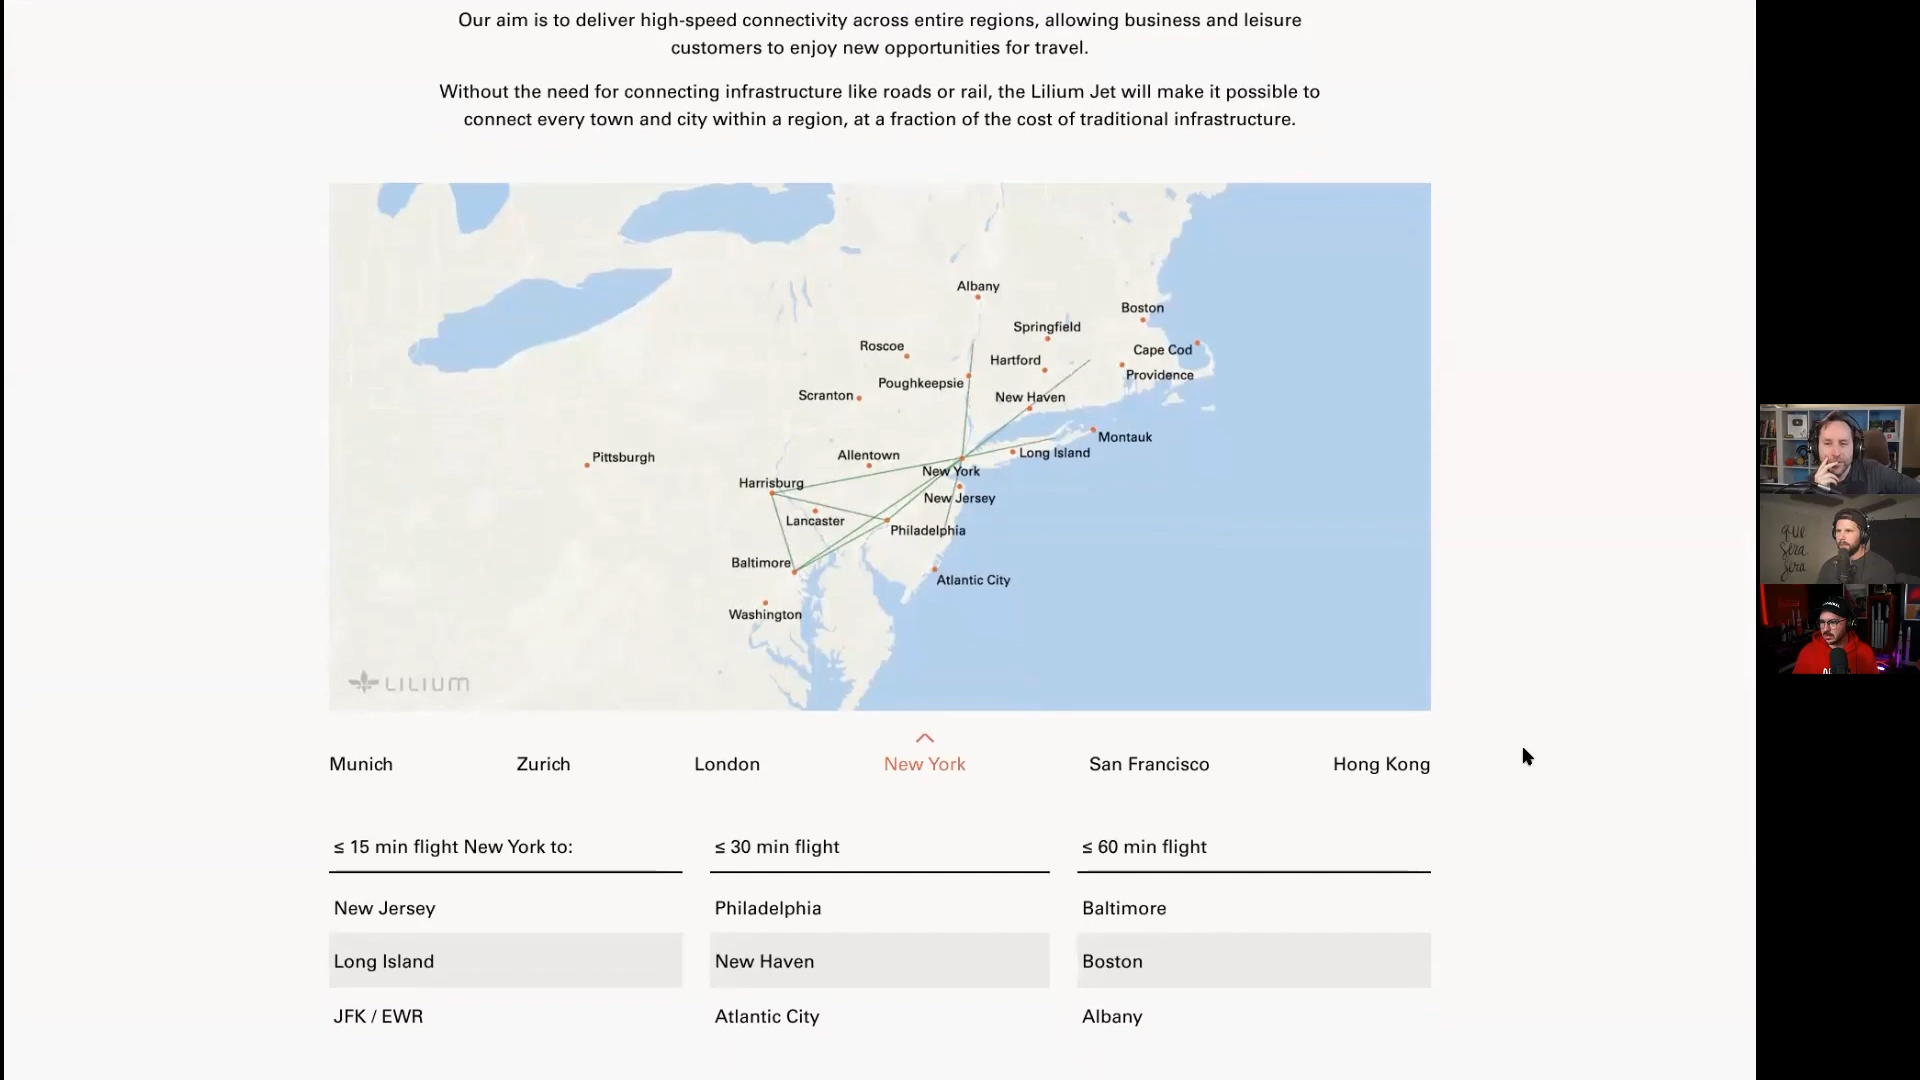 Our aim is to deliver high-speed connectivity across entire regions, allowing business and leisure
customers to enjoy new opportunities for travel.
Without the need for connecting infrastructure like roads or rail, the Lilium Jet will make it possible to
connect every town and city within a region, at a fraction of the cost of traditional infrastructure.
Albany
Boston
Springfield
Roscoe
Cape Cod
Hartford
Providence
Poughkeepsie
Scranton
New Haven
Montauk
Pittsburgh
Allentown
Long Island
New York
Harrisburg
New Jersey
Lancaster
Philadelphia
Baltimore
Atlantic City
Washington
LILIUM
que
sera
sera
Munich
Zurich
London
New York
San Francisco
Hong Kong
≤ 15 min flight New York to:
≤ 30 min flight
≤ 60 min flight
New Jersey
Philadelphia
Baltimore
Long Island
New Haven
Boston
JFK / EWR
Atlantic City
Albany